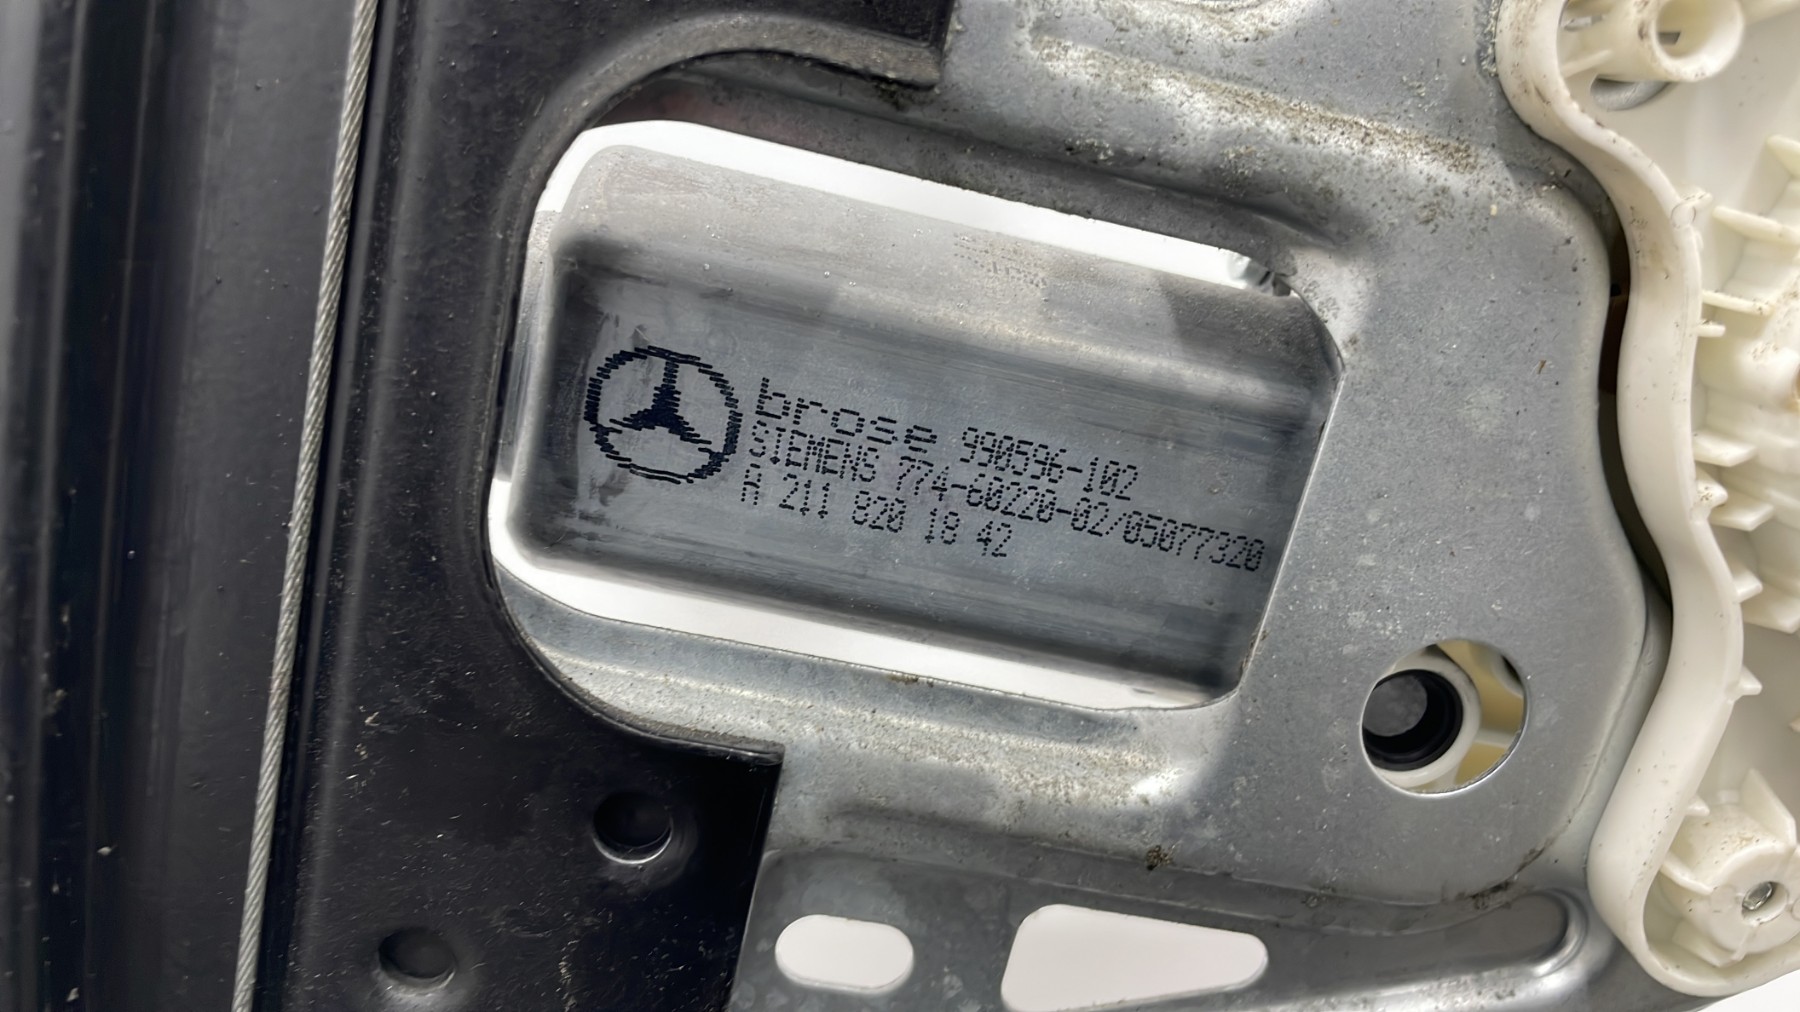 brose 990596-102
SIEMENS 774-60220-02/05077320
A 211 820 18 42